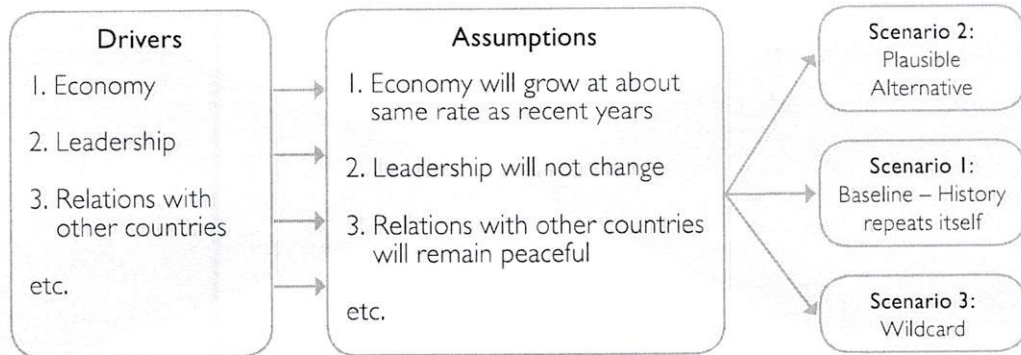 Drivers
1. Economy
2. Leadership
3. Relations with
other countries
etc.
Assumptions
1. Economy will grow at about
same rate as recent years
2. Leadership will not change
3. Relations with other countries
will remain peaceful
etc.
Scenario 2:
Plausible
Alternative
Scenario 1:
Baseline – History
repeats itself
Scenario 3:
Wildcard